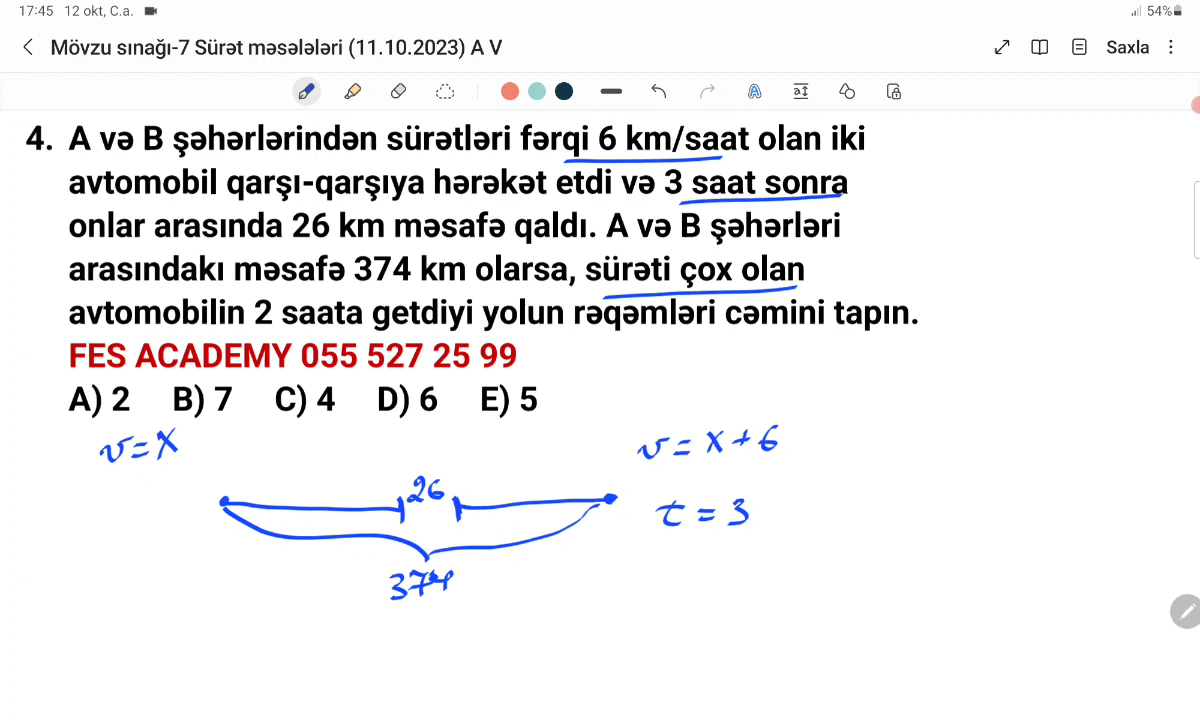 17:45 12 okt, C.a. 54%
Mövzu sınağı-7 Sürət məsələləri (11.10.2023) A V Saxla
4. A və B şəhərlərindən sürətləri fərqi 6 km/saat olan iki
avtomobil qarşı-qarşıya hərəkət etdi və 3 saat sonra
onlar arasında 26 km məsafə qaldı. A və B şəhərləri
arasındakı məsafə 374 km olarsa, sürəti çox olan
avtomobilin 2 saata getdiyi yolun rəqəmləri cəmini tapın.
FES ACADEMY 055 527 25 99
A) 2 B) 7 C) 4 D) 6 E) 5
v=x v=x+6
26 t=3
374